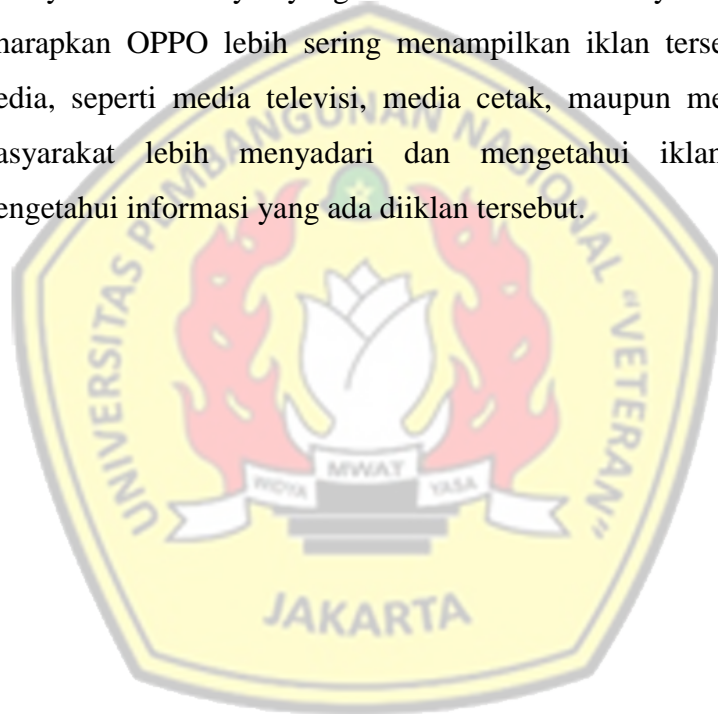 harapkan OPPO lebih sering menampilkan iklan terse
edia, seperti media televisi, media cetak, maupun me
asyarakat lebih menyadari dan mengetahui iklan
engetahui informasi yang ada diiklan tersebut.
UNIVERSITAS PEMBANGUNAN NASIONAL "VETERAN"
WIDYA MWAT YASA
JAKARTA